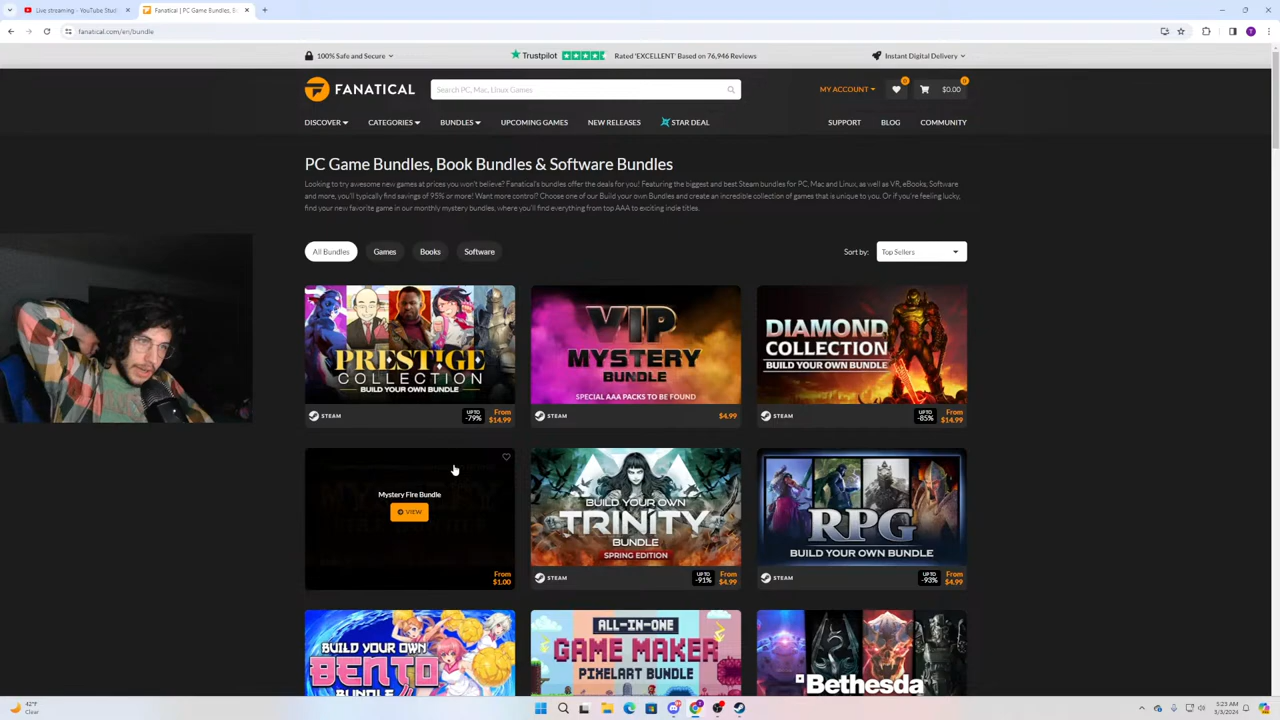 Live streaming - YouTube Stud
Fanatical | PC Game Bundles, B
fanatical.com/en/bundle
100% Safe and Secure
Trustpilot
Rated 'EXCELLENT' Based on 76,946 Reviews
Instant Digital Delivery
FANATICAL
Search PC, Mac, Linux Games
MY ACCOUNT
0
0
$0.00
DISCOVER
CATEGORIES
BUNDLES
UPCOMING GAMES
NEW RELEASES
STAR DEAL
SUPPORT
BLOG
COMMUNITY
PC Game Bundles, Book Bundles & Software Bundles
Looking to try awesome new games at prices you won't believe? Fanatical's bundles offer the deals for you! Featuring the biggest and best Steam bundles for PC, Mac and Linux, as well as VR, eBooks, Software
and more, you'll typically find savings of 95% or more! Want more control? Choose one of our Build your own Bundles and create an incredible collection of games that is unique to you. Or if you're feeling lucky,
find your new favorite game in our monthly mystery bundles, where you'll find everything from top AAA to exciting indie titles.
All Bundles
Games
Books
Software
Sort by:
Top Sellers
PRESTIGE
COLLECTION
BUILD YOUR OWN BUNDLE
STEAM
UP TO
-79%
From
$14.99
VIP
MYSTERY
BUNDLE
SPECIAL AAA PACKS TO BE FOUND
STEAM
$4.99
DIAMOND
COLLECTION
BUILD YOUR OWN BUNDLE
STEAM
UP TO
-85%
From
$14.99
Mystery Fire Bundle
VIEW
From
$1.00
BUILD YOUR OWN
TRINITY
BUNDLE
SPRING EDITION
STEAM
UP TO
-91%
From
$4.99
RPG
BUILD YOUR OWN BUNDLE
STEAM
UP TO
-93%
From
$4.99
BUILD YOUR OWN
BENTO
BUNDLE
ALL-IN-ONE
GAME MAKER
PIXELART BUNDLE
Bethesda
42°F
Clear
5:23 AM
3/3/2024